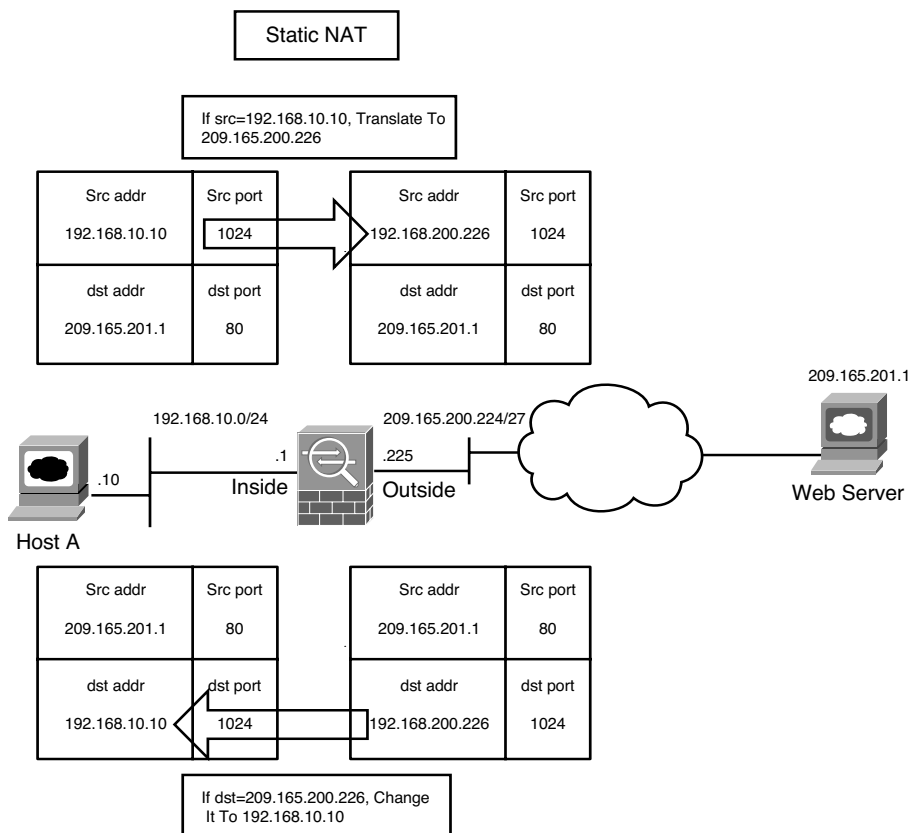 Static NAT
If src=192.168.10.10, Translate To
209.165.200.226
Src addr
Src port
Src addr
Src port
192.168.10.10
1024
192.168.200.226
1024
dst addr
dst port
dst addr
dst port
209.165.201.1
80
209.165.201.1
80
209.165.201.1
192.168.10.0/24
209.165.200.224/27
.10
.1
.225
Inside
Outside
Host A
Web Server
Src addr
Src port
Src addr
Src port
209.165.201.1
80
209.165.201.1
80
dst addr
dst port
dst addr
dst port
192.168.10.10
1024
192.168.200.226
1024
If dst=209.165.200.226, Change
It To 192.168.10.10